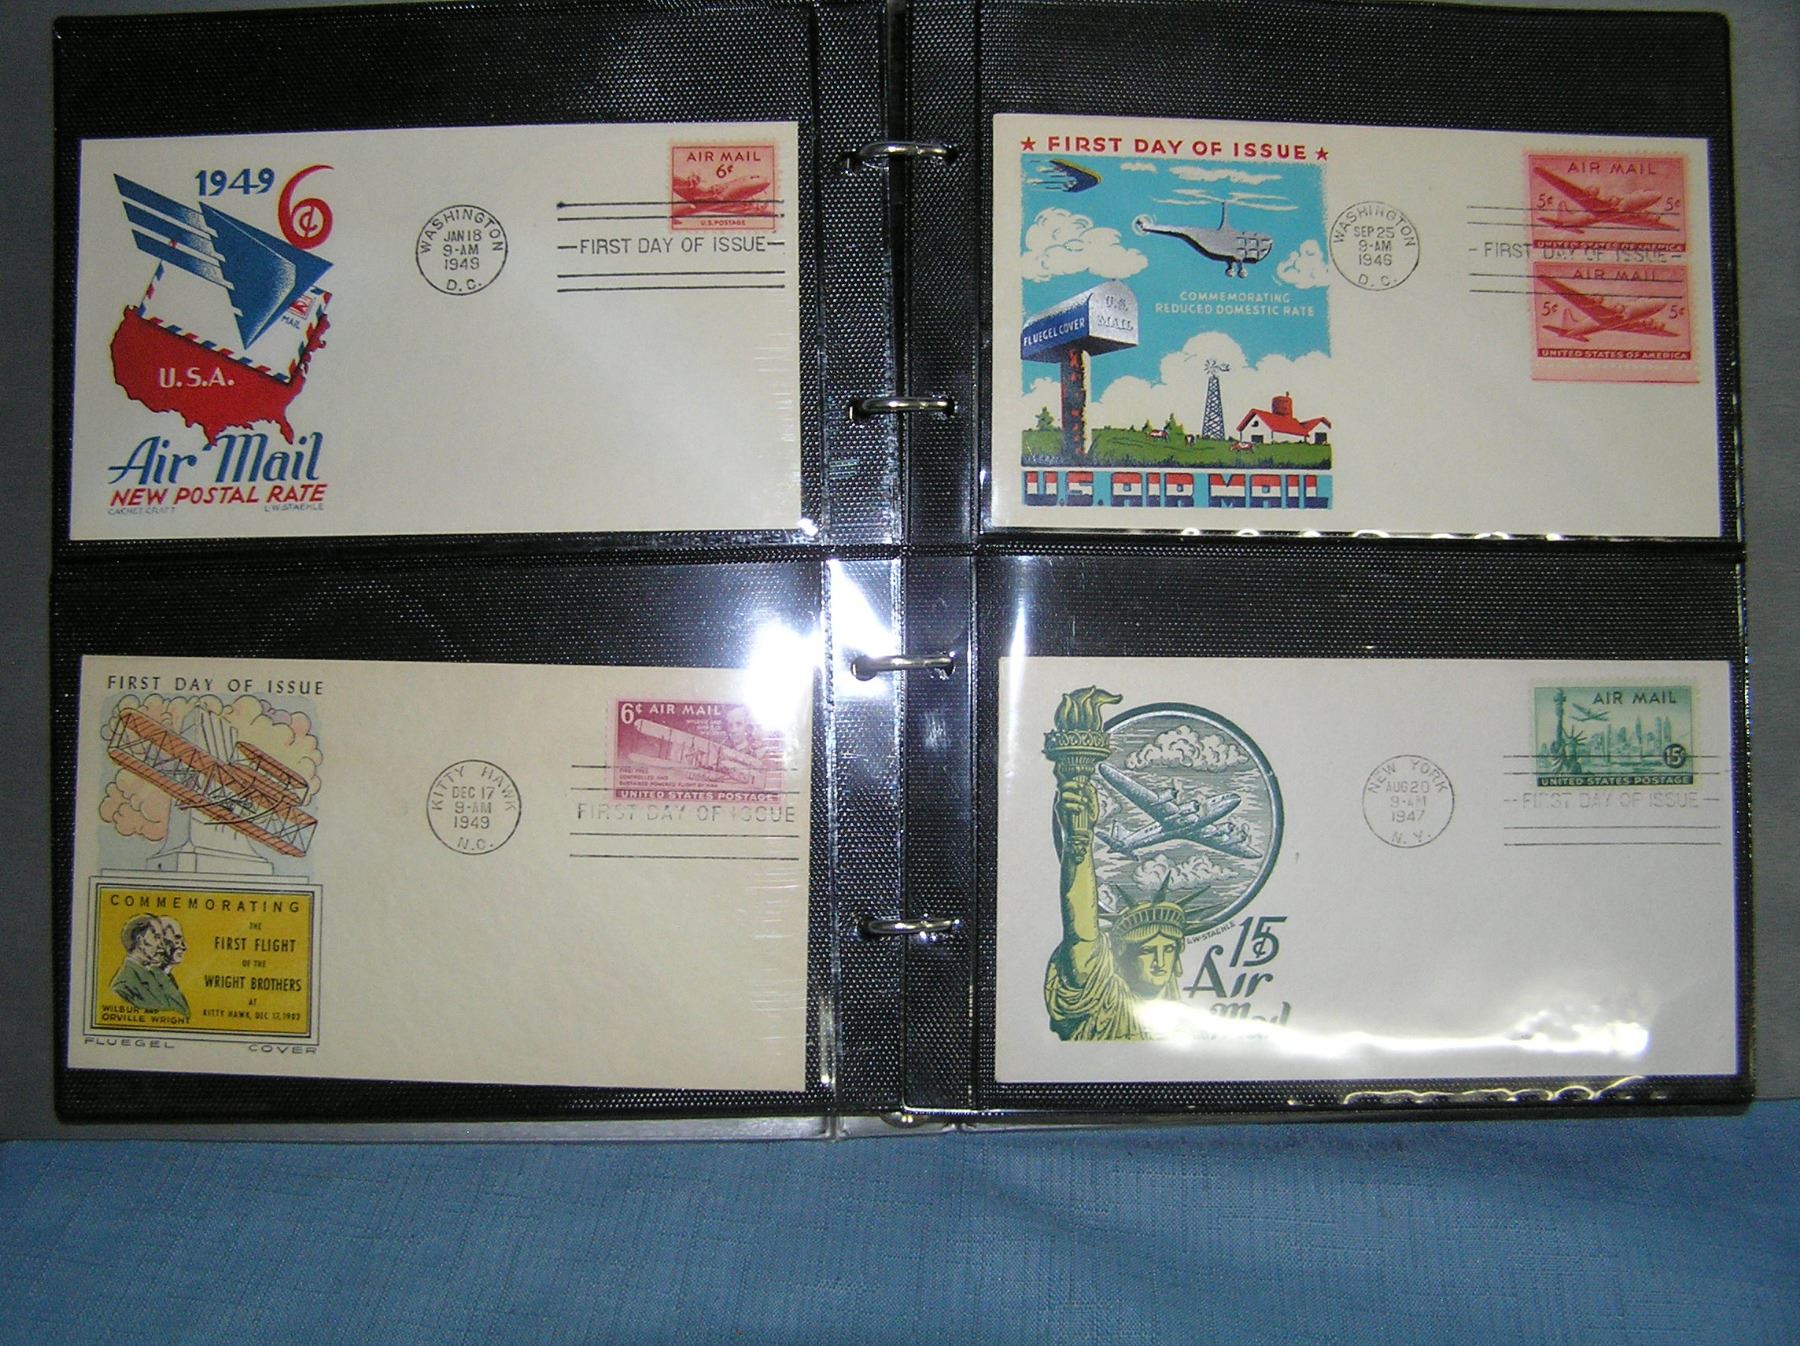 1949 6¢
MAIL
U.S.A.
Air Mail
NEW POSTAL RATE
CACHET CRAFT L.W. STAEHLE
WASHINGTON
JAN 18
9-AM
1949
D.C.
AIR MAIL
6¢
U.S. POSTAGE
FIRST DAY OF ISSUE
★ FIRST DAY OF ISSUE ★
COMMEMORATING
REDUCED DOMESTIC RATE
U.S.
MAIL
FLUEGEL COVER
U.S. AIR MAIL
WASHINGTON
SEP 25
9-AM
1946
D.C.
AIR MAIL
5¢ 5¢
UNITED STATES OF AMERICA
FIRST DAY OF ISSUE
AIR MAIL
5¢ 5¢
UNITED STATES OF AMERICA
FIRST DAY OF ISSUE
COMMEMORATING
THE
FIRST FLIGHT
OF THE
WRIGHT BROTHERS
AT
KITTY HAWK, DEC. 17, 1903
WILBUR AND
ORVILLE WRIGHT
FLUEGEL COVER
KITTY HAWK
DEC 17
9-AM
1949
N.C.
6¢ AIR MAIL
UNITED STATES POSTAGE
FIRST DAY OF ISSUE
L.W. STAEHLE
15¢
Air
Mail
NEW YORK
AUG 20
9-AM
1947
N.Y.
AIR MAIL
15¢
UNITED STATES POSTAGE
FIRST DAY OF ISSUE